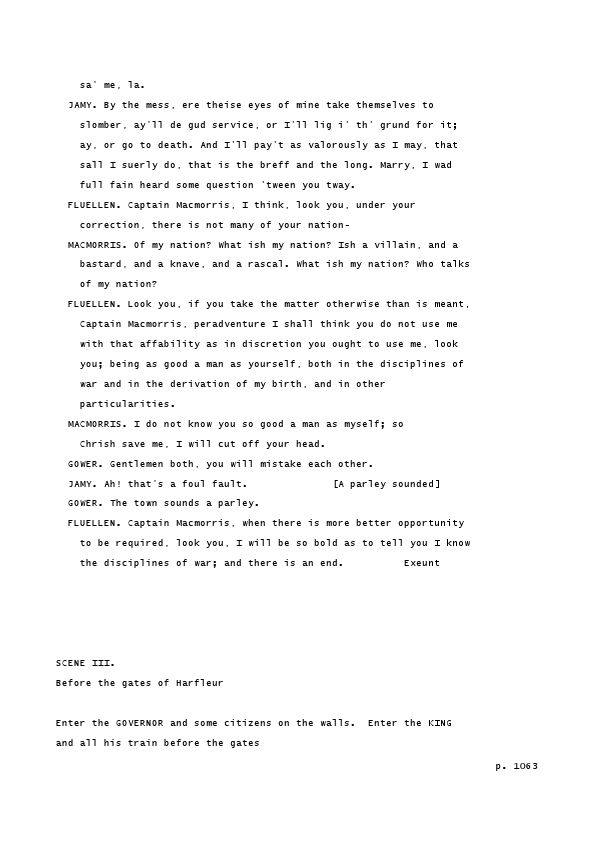 sa' me, la.
JAMY. By the mess, ere theise eyes of mine take themselves to
slomber, ay'll de gud service, or I'll lig i' th' grund for it;
ay, or go to death. And I'll pay't as valorously as I may, that
sall I suerly do, that is the breff and the long. Marry, I wad
full fain heard some question 'tween you tway.
FLUELLEN. Captain Macmorris, I think, look you, under your
correction, there is not many of your nation-
MACMORRIS. Of my nation? What ish my nation? Ish a villain, and a
bastard, and a knave, and a rascal. What ish my nation? Who talks
of my nation?
FLUELLEN. Look you, if you take the matter otherwise than is meant,
Captain Macmorris, peradventure I shall think you do not use me
with that affability as in discretion you ought to use me, look
you; being as good a man as yourself, both in the disciplines of
war and in the derivation of my birth, and in other
particularities.
MACMORRIS. I do not know you so good a man as myself; so
Chrish save me, I will cut off your head.
GOWER. Gentlemen both, you will mistake each other.
JAMY. Ah! that's a foul fault. [A parley sounded]
GOWER. The town sounds a parley.
FLUELLEN. Captain Macmorris, when there is more better opportunity
to be required, look you, I will be so bold as to tell you I know
the disciplines of war; and there is an end. Exeunt
SCENE III.
Before the gates of Harfleur
Enter the GOVERNOR and some citizens on the walls. Enter the KING
and all his train before the gates
p. 1063